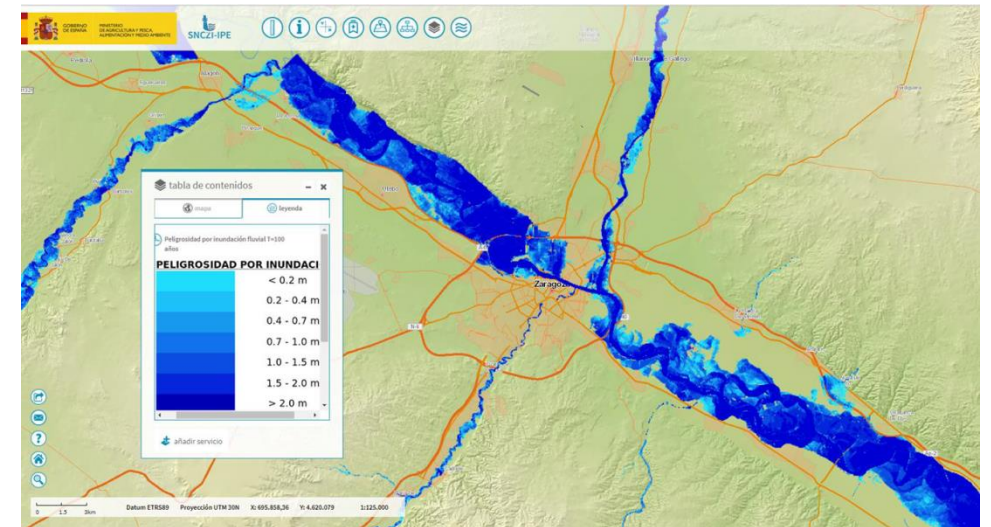 GOBIERNO
DE ESPAÑA
MINISTERIO
DE AGRICULTURA Y PESCA,
ALIMENTACIÓN Y MEDIO AMBIENTE
SNCZI-IPE
tabla de contenidos
mapa
leyenda
Peligrosidad por inundación fluvial T=100
años
PELIGROSIDAD POR INUNDACI
< 0.2 m
0.2 - 0.4 m
0.4 - 0.7 m
0.7 - 1.0 m
1.0 - 1.5 m
1.5 - 2.0 m
> 2.0 m
añadir servicio
Zaragoz
0 1.5 3km
Datum ETRS89 Proyección UTM 30N X: 695.858,36 Y: 4.620.079 1:125.000